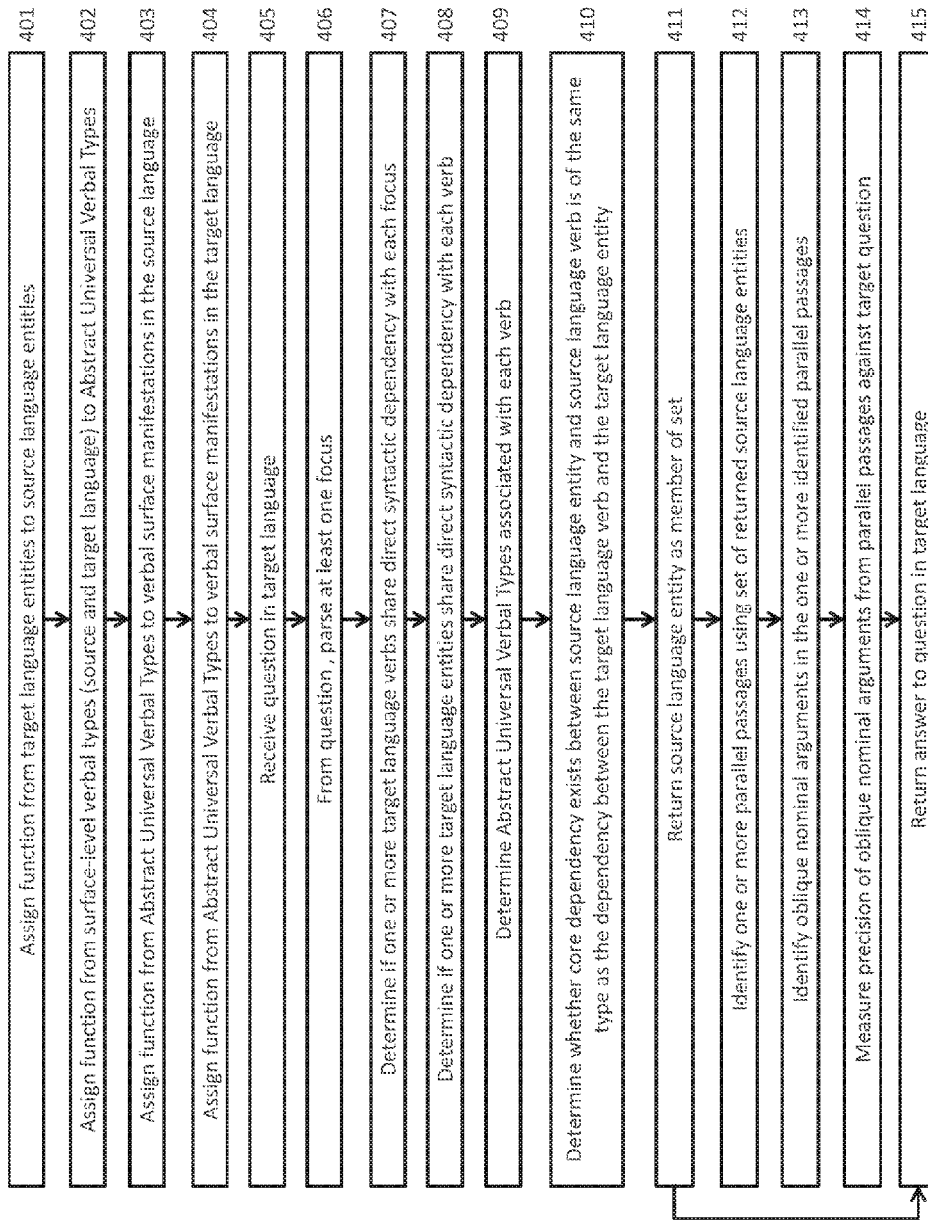 401
Assign function from target language entities to source language entitles
402
Assign function from surface-level verbal types (source and target language) to Abstract Universal Verbal Types
403
Assign function from Abstract Universal Verbal Types to verbal surface manifestations in the source language
404
Assign function from Abstract Universal Verbal Types to verbal surface manifestations in the target language
405
Receive question in target language
406
From question , parse at least one focus
407
Determine if one or more target language verbs share direct syntactic dependency with each focus
408
Determine if one or more target language entities share direct syntactic dependency with each verb
409
Determine Abstract Universal Verbal Types associated with each verb
410
Determine whether core dependency exists between source language entity and source language verb is of the same
type as the dependency between the target language verb and the target language entity
411
Return source language entity as member of set
412
Identify one or more parallel passages using set of returned source language entities
413
Identify oblique nominal arguments in the one or more identified parallel passages
414
Measure precision of oblique nominal arguments from parallel passages against target question
415
Return answer to question in target language